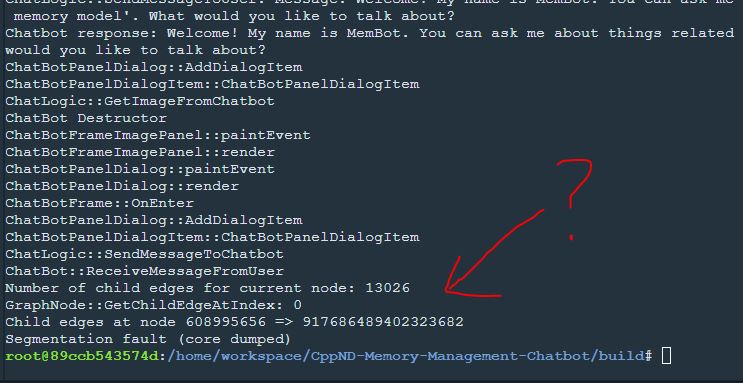 ChatLogic::SendMessageToUser: Message: Welcome! My name is MemBot. You can ask me
memory model'. What would you like to talk about?
Chatbot response: Welcome! My name is MemBot. You can ask me about things related
would you like to talk about?
ChatBotPanelDialog::AddDialogItem
ChatBotPanelDialogItem::ChatBotPanelDialogItem
ChatLogic::GetImageFromChatbot
ChatBot Destructor
ChatBotFrameImagePanel::paintEvent
ChatBotFrameImagePanel::render
ChatBotPanelDialog::paintEvent
ChatBotPanelDialog::render
ChatBotFrame::OnEnter
ChatBotPanelDialog::AddDialogItem
ChatBotPanelDialogItem::ChatBotPanelDialogItem
ChatLogic::SendMessageToChatbot
ChatBot::ReceiveMessageFromUser
?
Number of child edges for current node: 13026
GraphNode::GetChildEdgeAtIndex: 0
Child edges at node 608995656 => 917686489402323682
Segmentation fault (core dumped)
root@89ccb543574d:/home/workspace/CppND-Memory-Management-Chatbot/build#